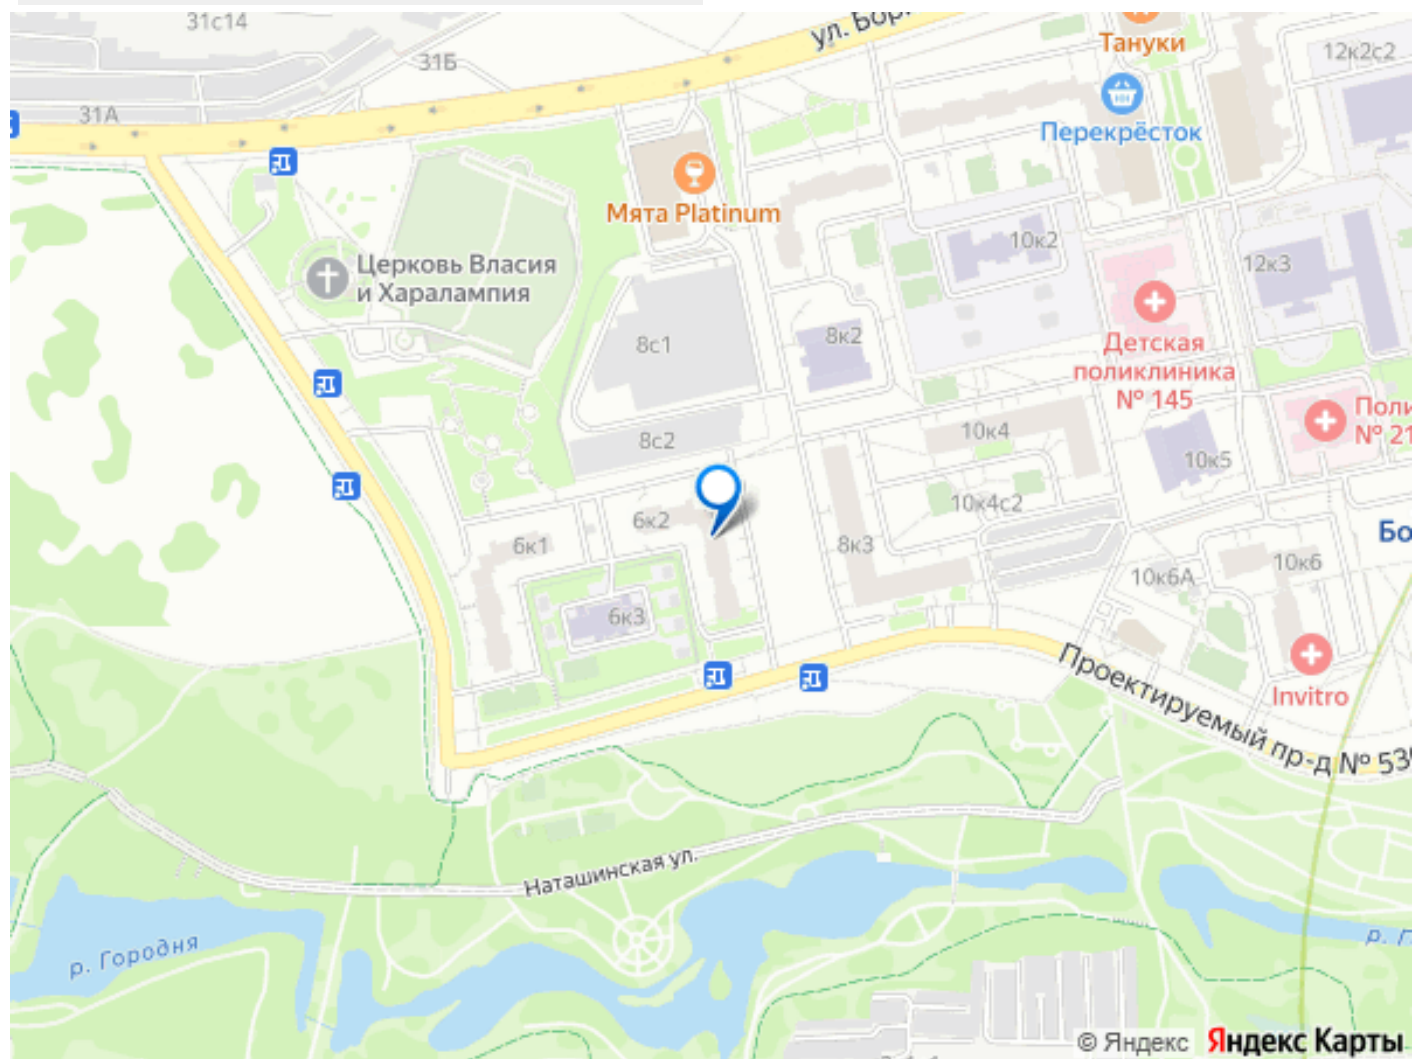 31с14
ул. Бори
Тануки
31Б
12к2с2
31А
Перекрёсток
Мята Platinum
10к2
12к3
Церковь Власия
и Харалампия
8с1
8к2
Детская
поликлиника
№ 145
Поли
№ 21
8с2
10к4
10к5
6к2
10к4с2
6к1
8к3
Бо
10к6А
10к6
6к3
Проектируемый пр-д № 539
Invitro
Наташинская ул.
р. Городня
р. Г
© Яндекс Яндекс Карты